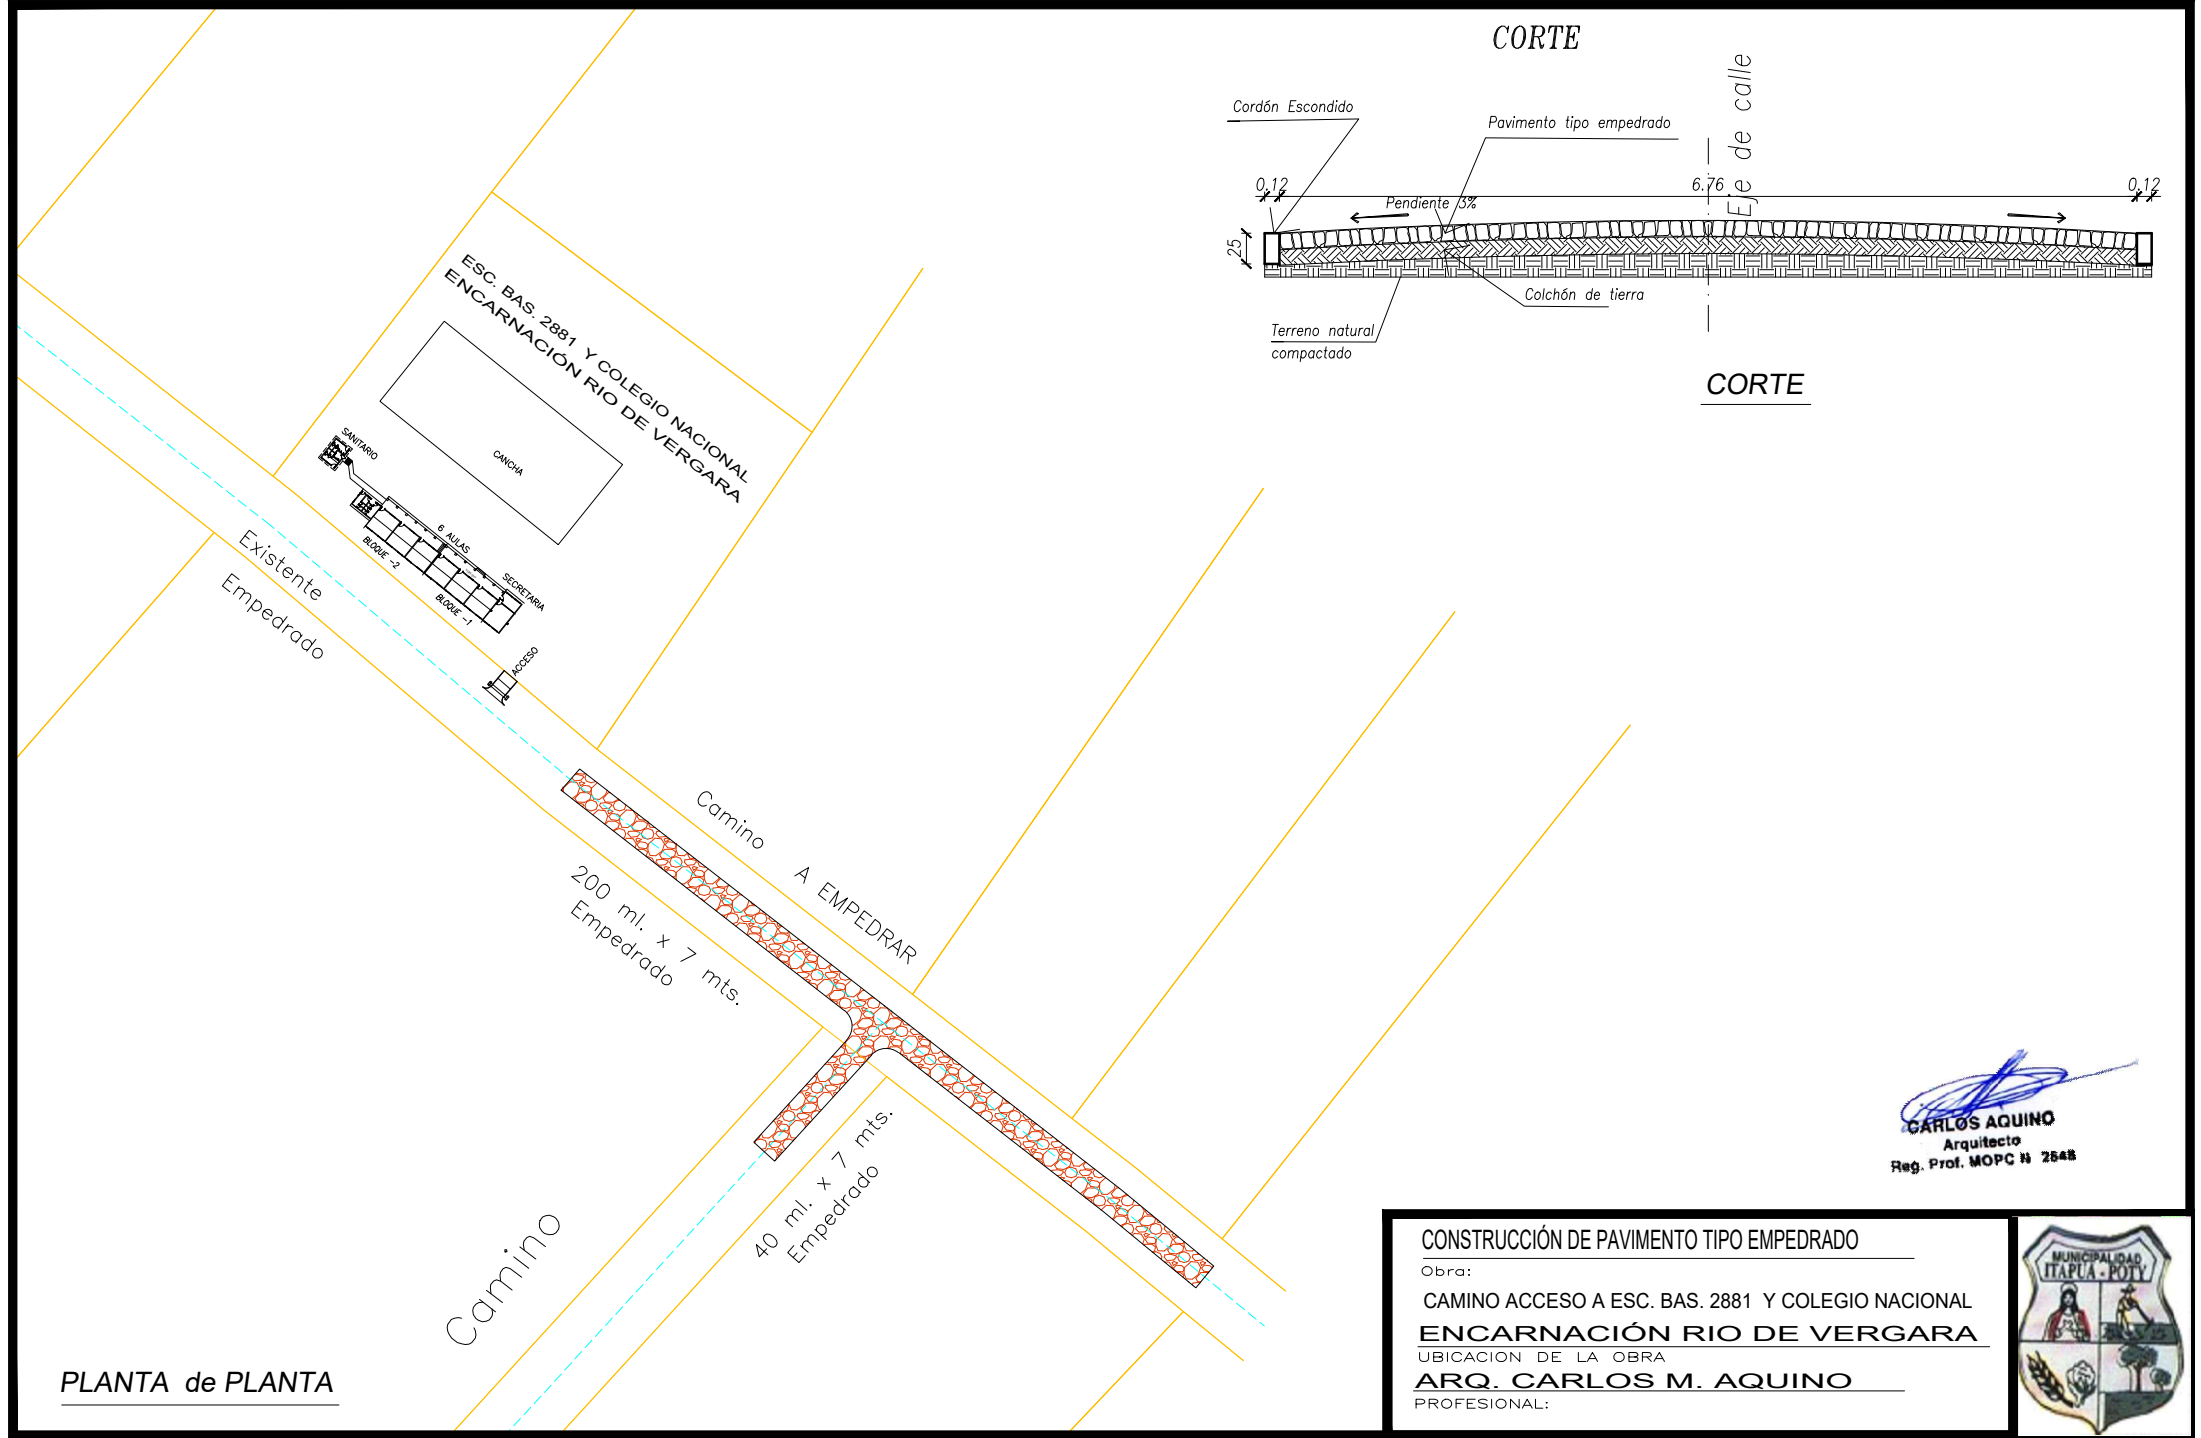 CORTE
Eje de calle
Cordón Escondido
Pavimento tipo empedrado
0.12
6.76
0.12
Pendiente 3%
25
Colchón de tierra
Terreno natural
compactado
CORTE
ESC. BAS. 2881 Y COLEGIO NACIONAL
ENCARNACIÓN RIO DE VERGARA
CANCHA
SANITARIO
6 AULAS
BLOQUE -2
SECRETARIA
BLOQUE -1
ACCESO
Existente
Empedrado
Camino A EMPEDRAR
200 ml. x 7 mts.
Empedrado
40 ml. x 7 mts.
Empedrado
Camino
PLANTA de PLANTA
CARLOS AQUINO
Arquitecto
Reg. Prof. MOPC N 2548
CONSTRUCCIÓN DE PAVIMENTO TIPO EMPEDRADO
Obra:
CAMINO ACCESO A ESC. BAS. 2881 Y COLEGIO NACIONAL
ENCARNACIÓN RIO DE VERGARA
UBICACION DE LA OBRA
ARQ. CARLOS M. AQUINO
PROFESIONAL:
MUNICIPALIDAD
ITAPUA - POTY